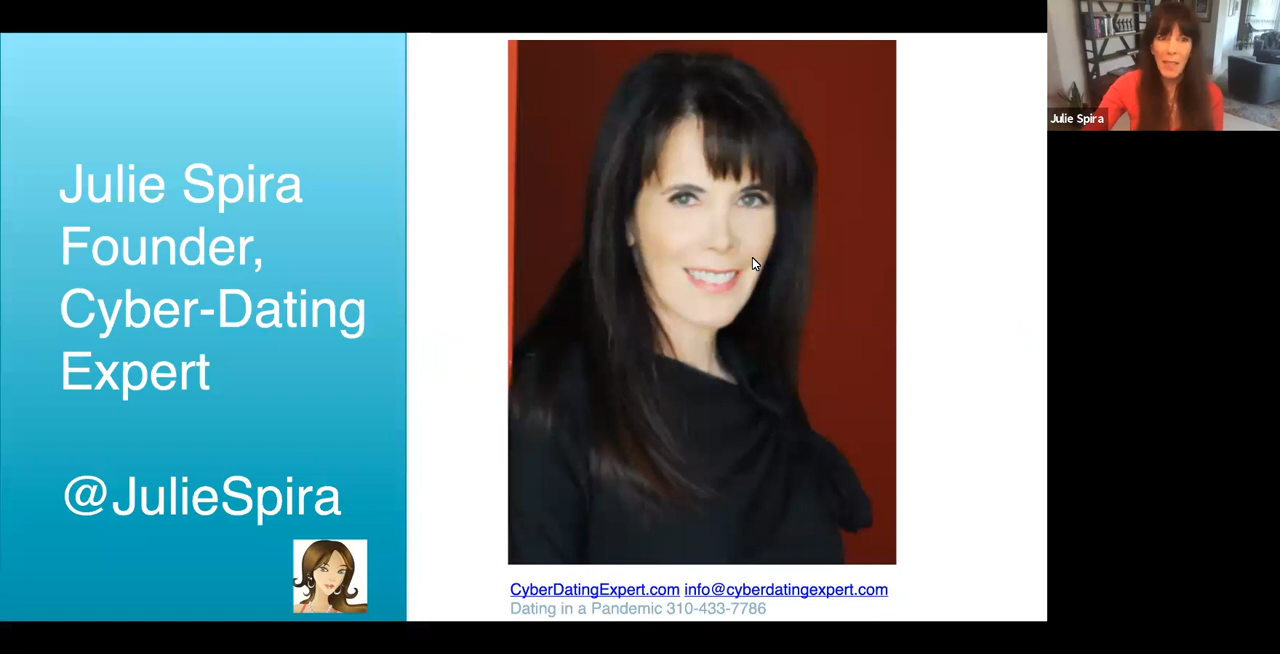 Julie Spira
Founder,
Cyber-Dating
Expert
@JulieSpira
CyberDatingExpert.com info@cyberdatingexpert.com
Dating in a Pandemic 310-433-7786
Julie Spira